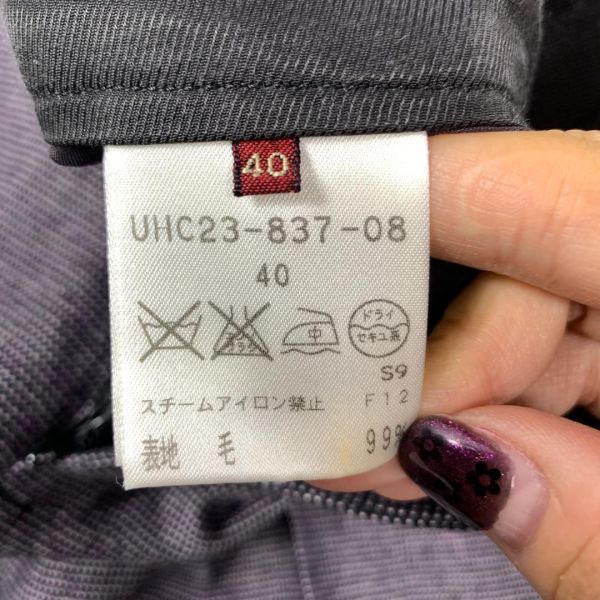 40
UHC23-837-08
40
中
ドライ
セキユ系
S9
スチームアイロン禁止
F12
表地 毛 99%